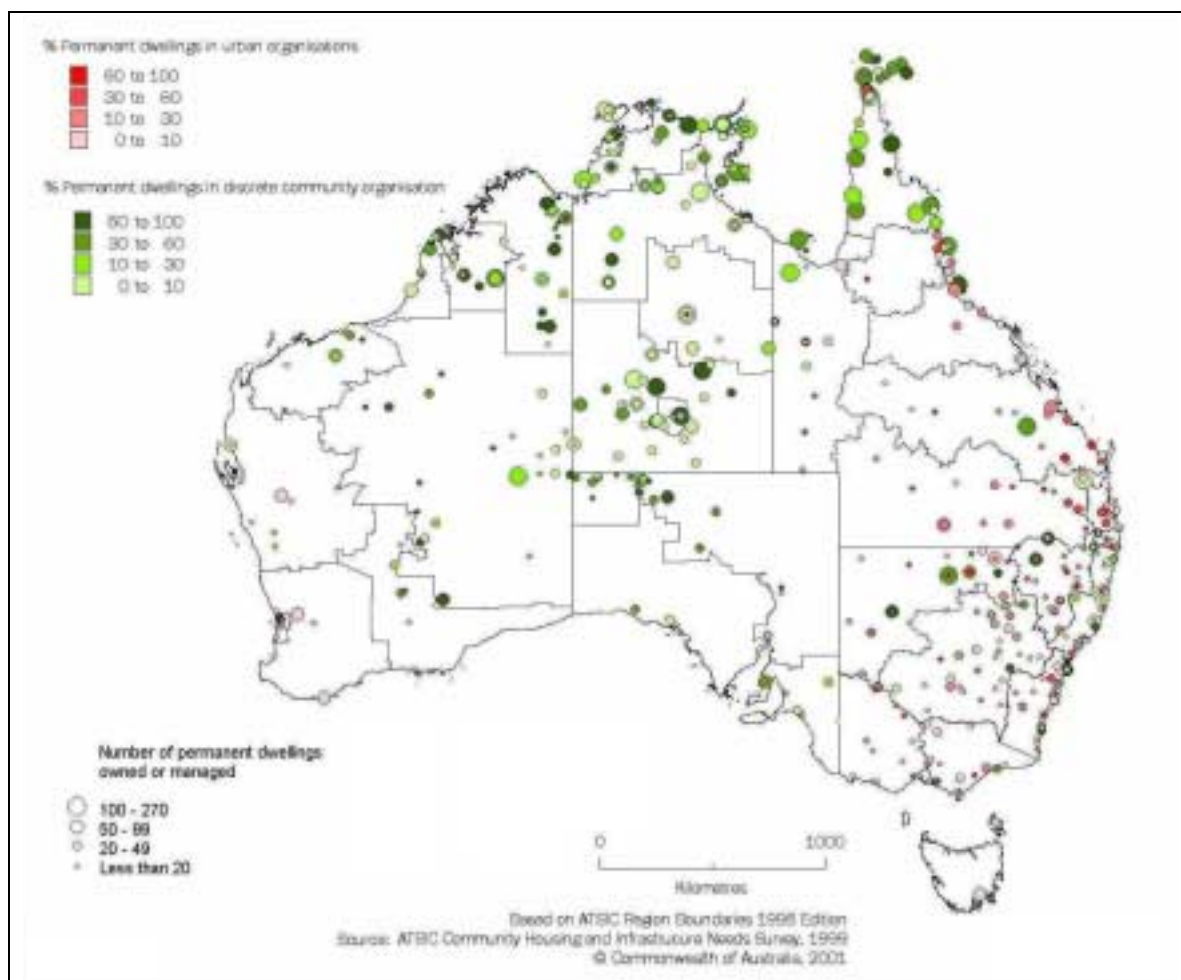 % Permanent dwellings in urban organisations
60 to 100
30 to 60
10 to 30
0 to 10
% Permanent dwellings in discrete community organisation
60 to 100
30 to 60
10 to 30
0 to 10
Number of permanent dwellings
owned or managed
100 - 270
50 - 99
20 - 49
Less than 20
0 1000
Kilometres
Based on ATSIC Region Boundaries 1996 Edition
Source: ATSIC Community Housing and Infrastructure Needs Survey, 1999
© Commonwealth of Australia, 2001